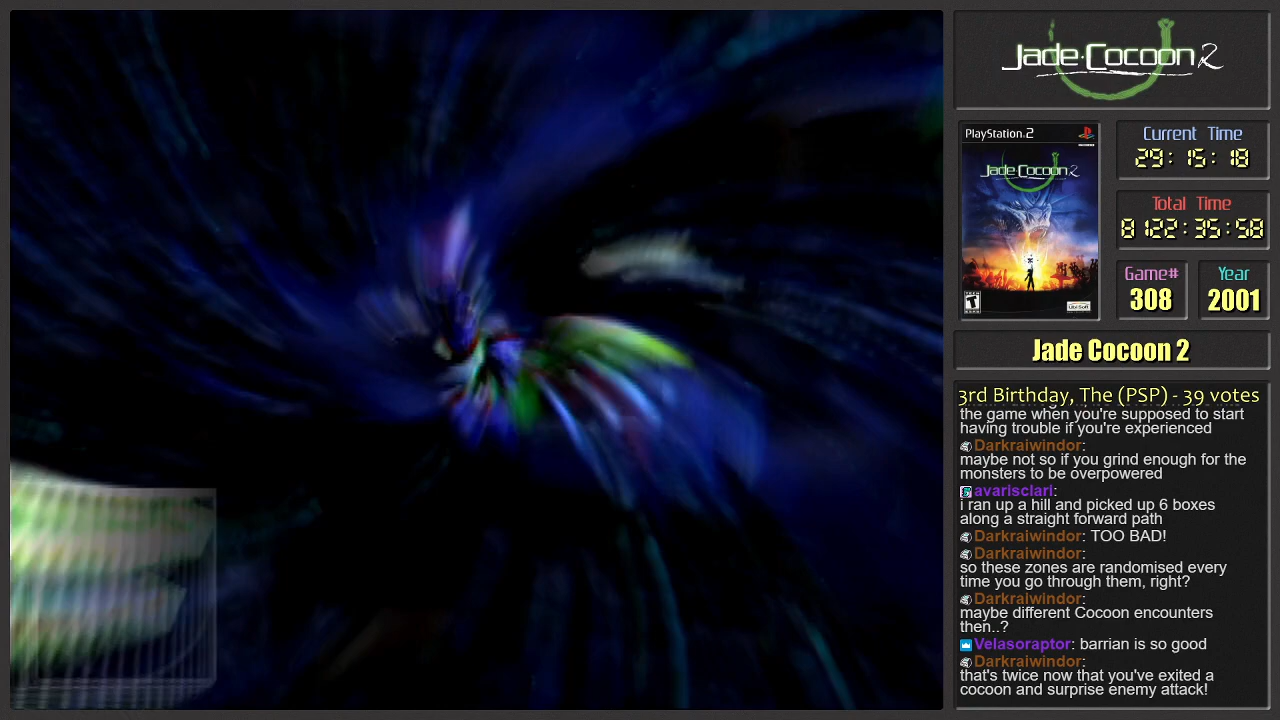 Jade Cocoon 2
PlayStation.2
Jade Cocoon 2
TEEN
Ubi Soft
Current Time
29:15:18
Total Time
8122:35:58
Game#
308
Year
2001
Jade Cocoon 2
3rd Birthday, The (PSP) - 39 votes
the game when you're supposed to start
having trouble if you're experienced
Darkraiwindor:
maybe not so if you grind enough for the
monsters to be overpowered
avarisclari:
i ran up a hill and picked up 6 boxes
along a straight forward path
Darkraiwindor: TOO BAD!
Darkraiwindor:
so these zones are randomised every
time you go through them, right?
Darkraiwindor:
maybe different Cocoon encounters
then..?
Velasoraptor: barrian is so good
Darkraiwindor:
that's twice now that you've exited a
cocoon and surprise enemy attack!